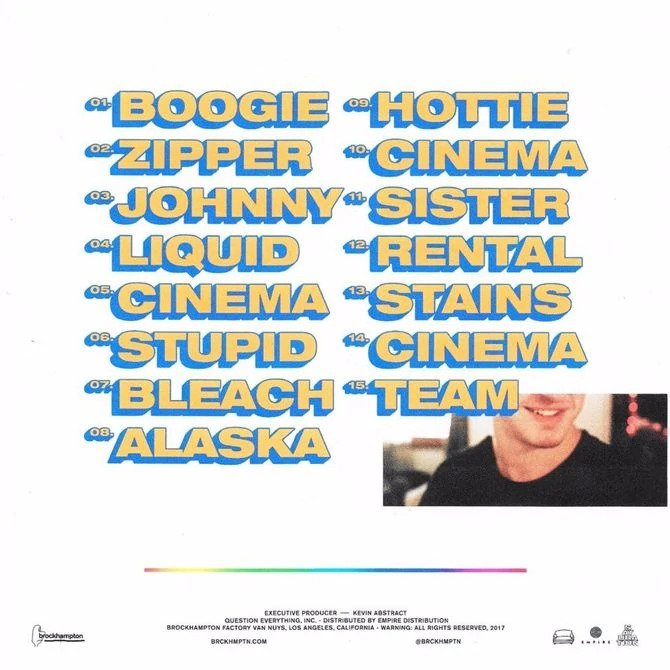 01. BOOGIE
02. ZIPPER
03. JOHNNY
04. LIQUID
05. CINEMA
06. STUPID
07. BLEACH
08. ALASKA
09. HOTTIE
10. CINEMA
11. SISTER
12. RENTAL
13. STAINS
14. CINEMA
15. TEAM
EXECUTIVE PRODUCER — KEVIN ABSTRACT
QUESTION EVERYTHING, INC. - DISTRIBUTED BY EMPIRE DISTRIBUTION
BROCKHAMPTON FACTORY VAN NUYS, LOS ANGELES, CALIFORNIA - WARNING: ALL RIGHTS RESERVED, 2017
BRCKHMPTN.COM @BRCKHMPTN
brockhampton
EMPIRE